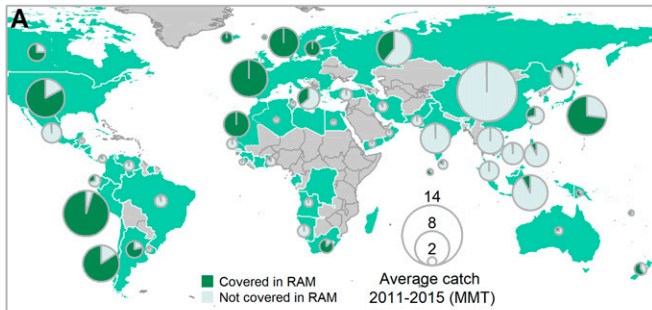 A
14
8
2
Covered in RAM
Not covered in RAM
Average catch
2011-2015 (MMT)